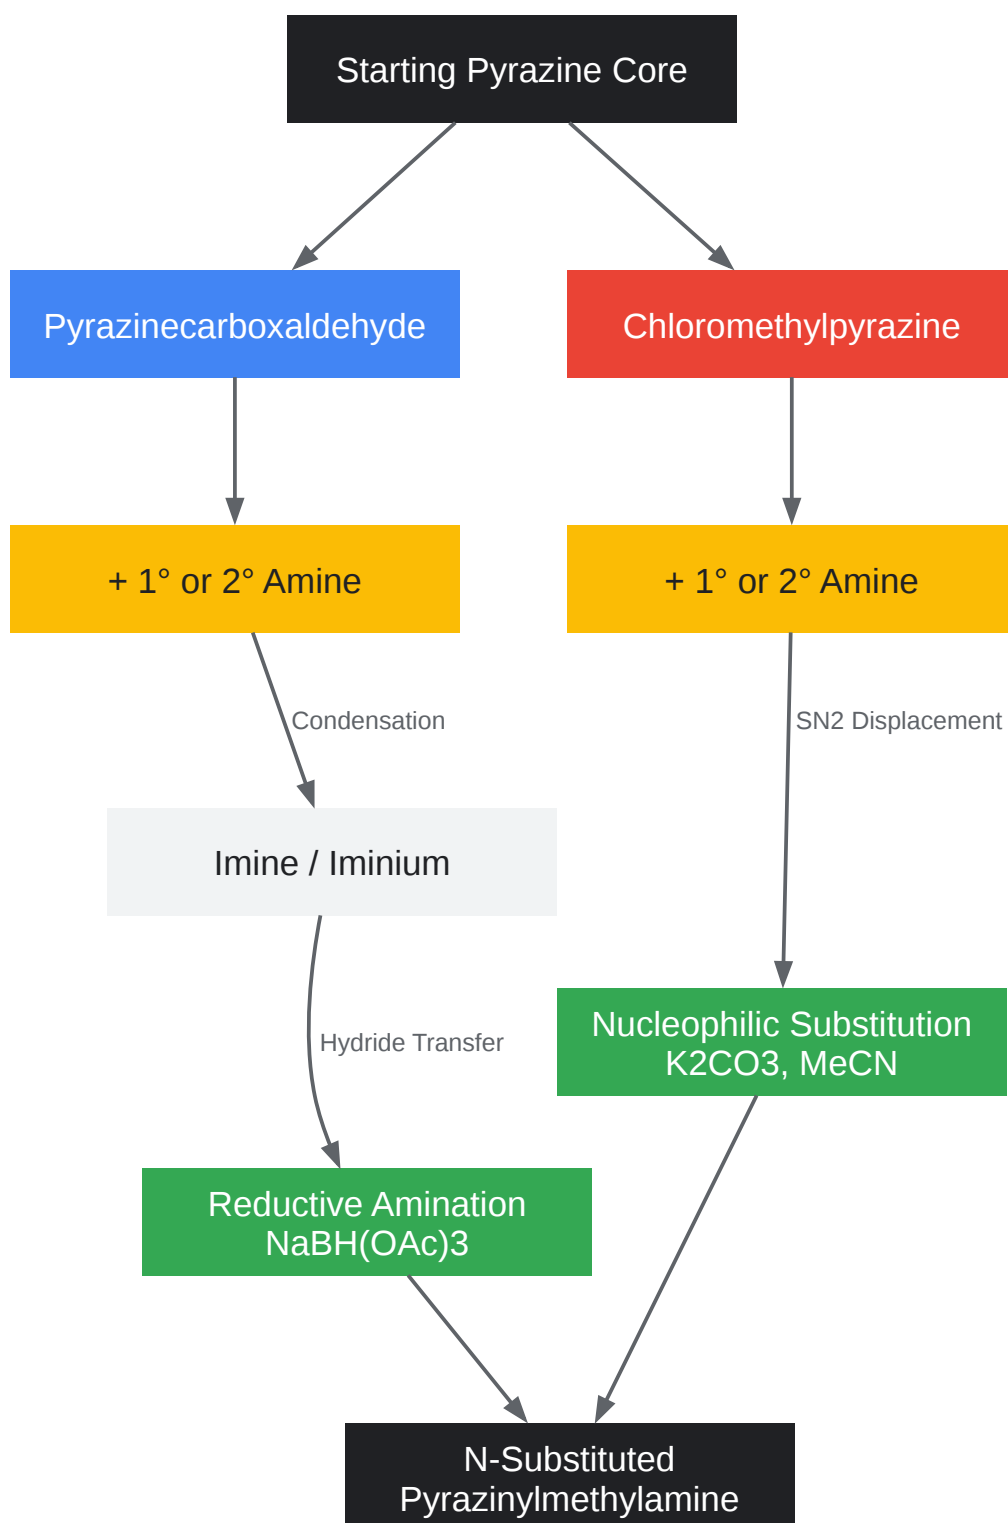 Starting Pyrazine Core
Pyrazinecarboxaldehyde
Chloromethylpyrazine
+ 1° or 2° Amine
+ 1° or 2° Amine
Condensation
SN2 Displacement
Imine / Iminium
Nucleophilic Substitution
K2CO3, MeCN
Hydride Transfer
Reductive Amination
NaBH(OAc)3
N-Substituted
Pyrazinylmethylamine